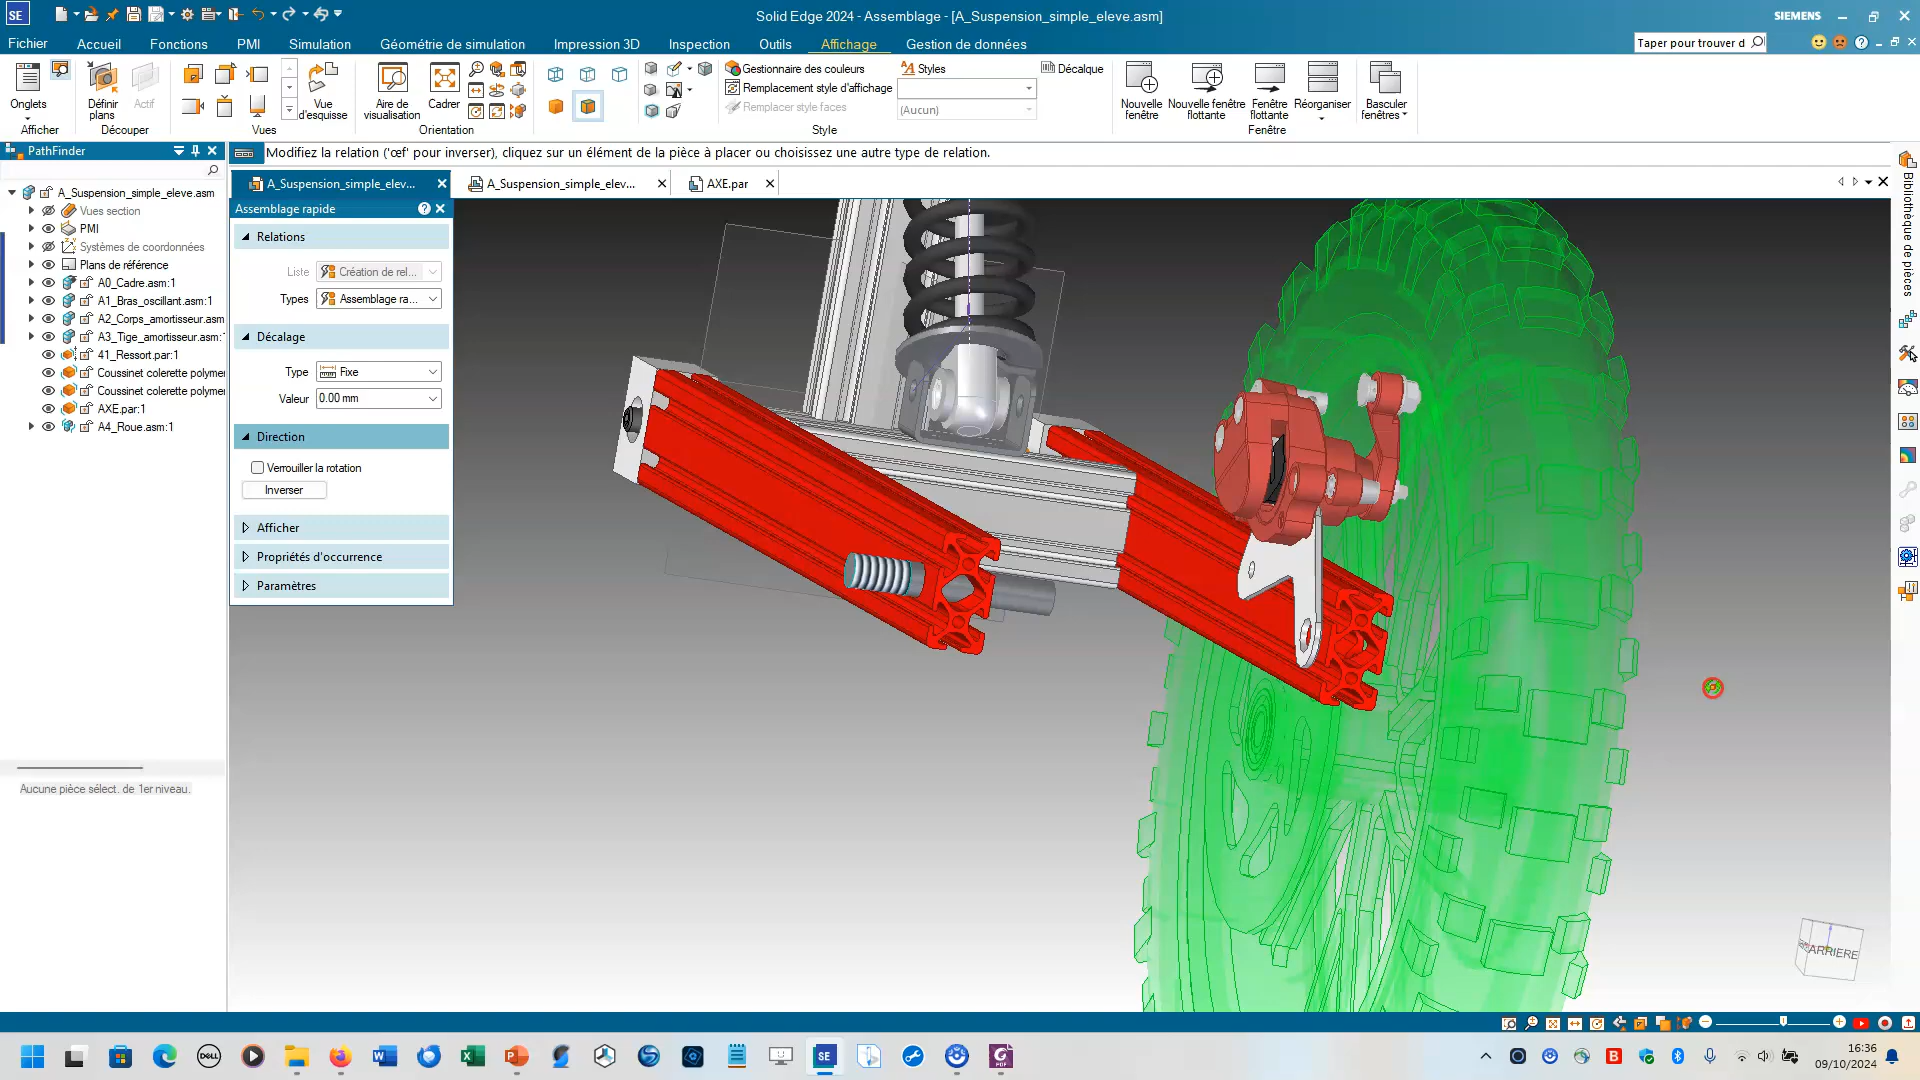 Solid Edge 2024 - Assemblage - [A_Suspension_simple_eleve.asm]
SIEMENS
Fichier
Accueil
Fonctions
PMI
Simulation
Géométrie de simulation
Impression 3D
Inspection
Outils
Affichage
Gestion de données
Taper pour trouver d
Onglets
Afficher
Définir plans
Actif
Découper
Vue d'esquisse
Vues
Aire de visualisation
Cadrer
Orientation
Gestionnaire des couleurs
Remplacement style d'affichage
Remplacer style faces
Styles
(Aucun)
Décalque
Style
Nouvelle fenêtre
Nouvelle fenêtre flottante
Fenêtre flottante
Réorganiser
Basculer fenêtres
Fenêtre
PathFinder
Modifiez la relation ('œf' pour inverser), cliquez sur un élément de la pièce à placer ou choisissez une autre type de relation.
A_Suspension_simple_elev...
A_Suspension_simple_elev...
AXE.par
A_Suspension_simple_eleve.asm
Vues section
PMI
Systèmes de coordonnées
Plans de référence
A0_Cadre.asm:1
A1_Bras_oscillant.asm:1
A2_Corps_amortisseur.asm
A3_Tige_amortisseur.asm:
41_Ressort.par:1
Coussinet colerette polymer
Coussinet colerette polymer
AXE.par:1
A4_Roue.asm:1
Aucune pièce sélect. de 1er niveau.
Assemblage rapide
Relations
Liste
Création de rel...
Types
Assemblage ra...
Décalage
Type
Fixe
Valeur
0.00 mm
Direction
Verrouiller la rotation
Inverser
Afficher
Propriétés d'occurrence
Paramètres
Bibliothèque de pièces
ARRIERE
16:36
09/10/2024